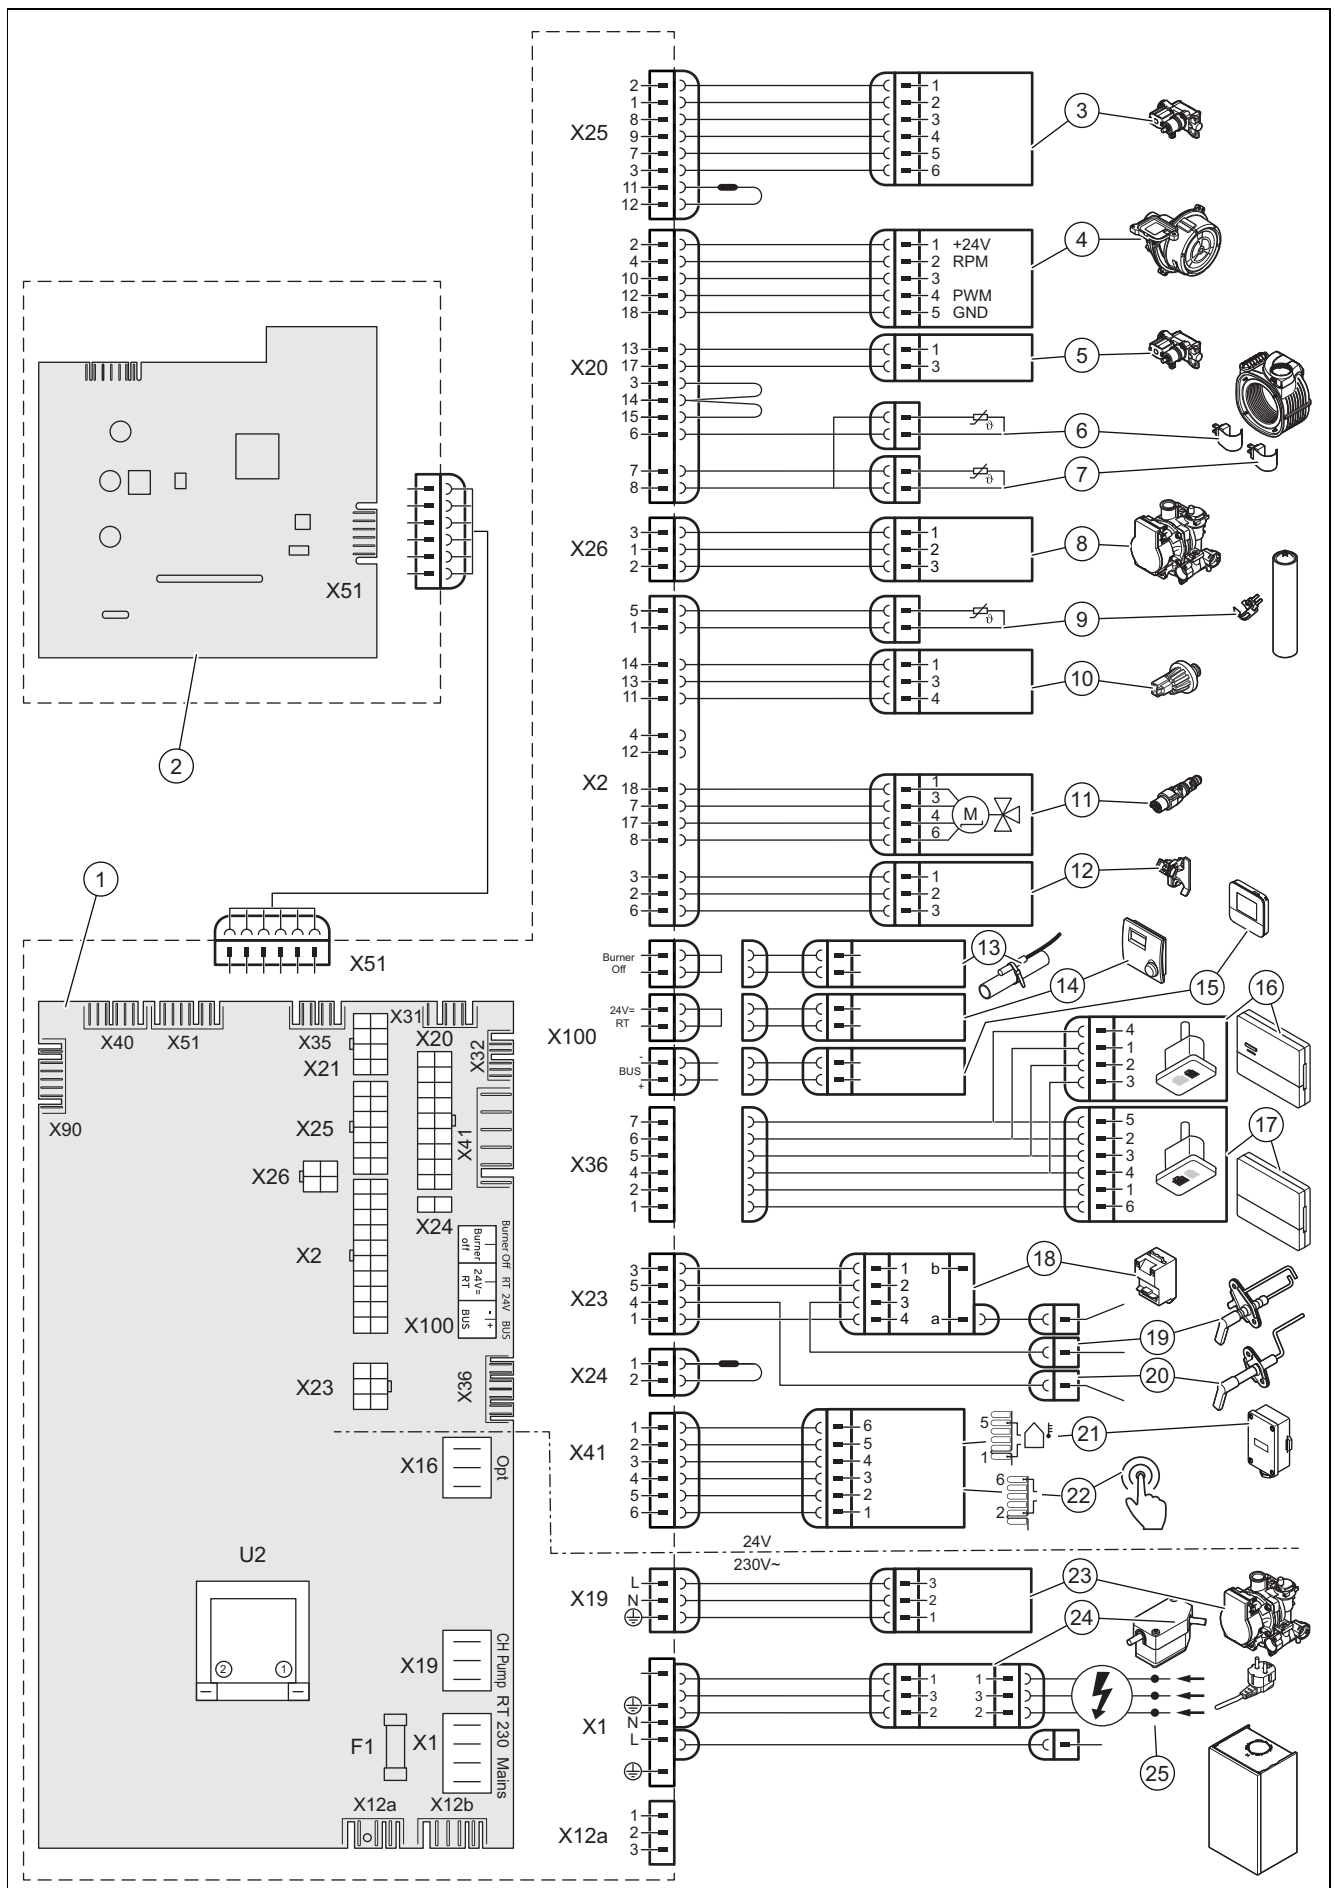 X25
2 1
1 2
8 3
9 4
7 5
3 6
11
12
3
X20
2 1 +24V
4 2 RPM
10 3
12 4 PWM
18 5 GND
4
13 1
17 3
5
3
14
15
6
6
7
8
7
X26
3 1
1 2
2 3
8
X2
5
1
9
14 1
13 3
11 4
10
4
12
18 1
7 3
17 4
8 6
M
11
3 1
2 2
6 3
12
X51
2
1
X51
X100
Burner
Off
13
24V=
RT
14
-
BUS
+
15
4
1
2
3
16
X36
7 5
6 2
5 3
4 4
2 1
1 6
17
X23
3 1 b
5 2
4 3
1 4 a
18
19
X24
1
2
20
X41
1 6
2 5
3 4
4 3
5 2
6 1
5
1
21
6
2
22
24V
230V~
X19
L 3
N 2
1
23
24
X1
1 1
3 3
N 2 2
L
25
X12a
1
2
3
X40
X51
X35
X31
X20
X32
X21
X90
X25
X41
X26
X24
X2
Burner Off RT 24V BUS
Burner
off
24V=
RT
- +
BUS
X100
X23
X36
X16
Opt
U2
2 1
X19
CH Pump
RT 230
F1
X1
Mains
X12a
X12b